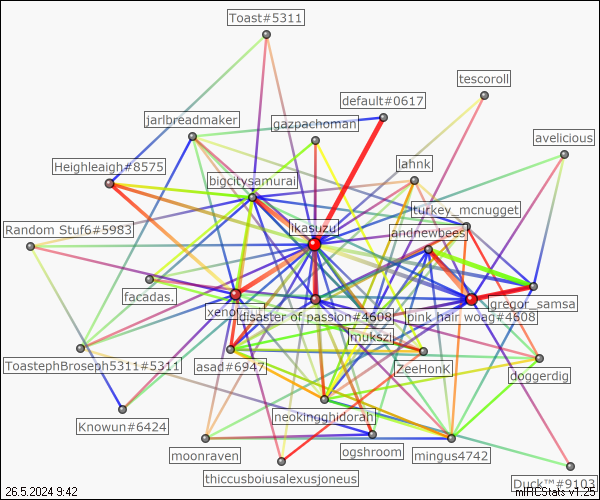 Toast#5311
tescoroll
default#0617
jarlbreadmaker
gazpachoman
avelicious
Heighleaigh#8575
lahnk
bigcitysamurai
turkey_mcnugget
Ikasuzu
Random Stuf6#5983
andnewbees
facadas.
gregor_samsa
disaster of passion#4608
pink hair woag#4608
mukszi
ToastephBroseph5311#5311
asad#6947
ZeeHonK
doggerdig
neokingghidorah
Knowun#6424
moonraven
ogshroom
mingus4742
thiccusboiusalexusjoneus
Duck™#9103
26.5.2024 9:42
mIRCStats v1.25